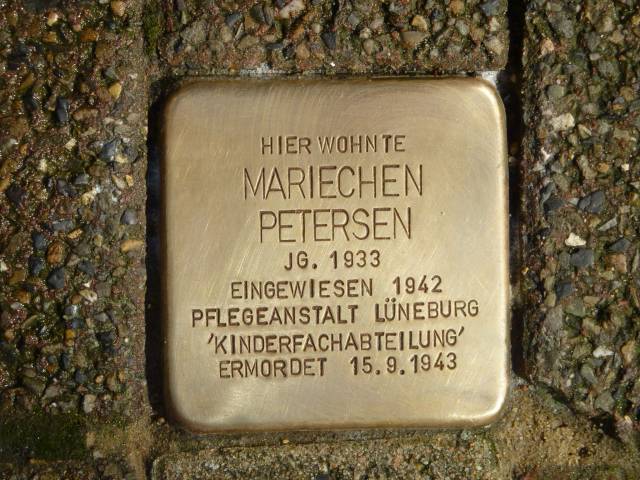 HIER WOHNTE
MARIECHEN
PETERSEN
JG. 1933
EINGEWIESEN 1942
PFLEGEANSTALT LÜNEBURG
'KINDERFACHABTEILUNG'
ERMORDET 15.9.1943